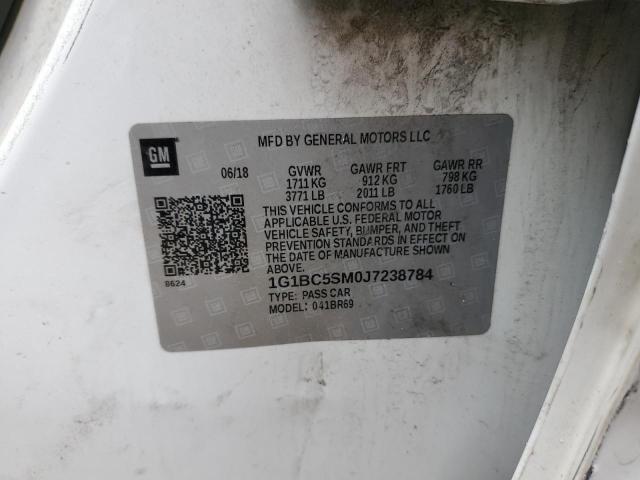 GM
MFD BY GENERAL MOTORS LLC
06/18 GVWR GAWR FRT GAWR RR
1711 KG 912 KG 798 KG
3771 LB 2011 LB 1760 LB
THIS VEHICLE CONFORMS TO ALL
APPLICABLE U.S. FEDERAL MOTOR
VEHICLE SAFETY, BUMPER, AND THEFT
PREVENTION STANDARDS IN EFFECT ON
THE DATE OF MANUFACTURE SHOWN
ABOVE.
8624
1G1BC5SM0J7238784
TYPE: PASS CAR
MODEL: 041BR69